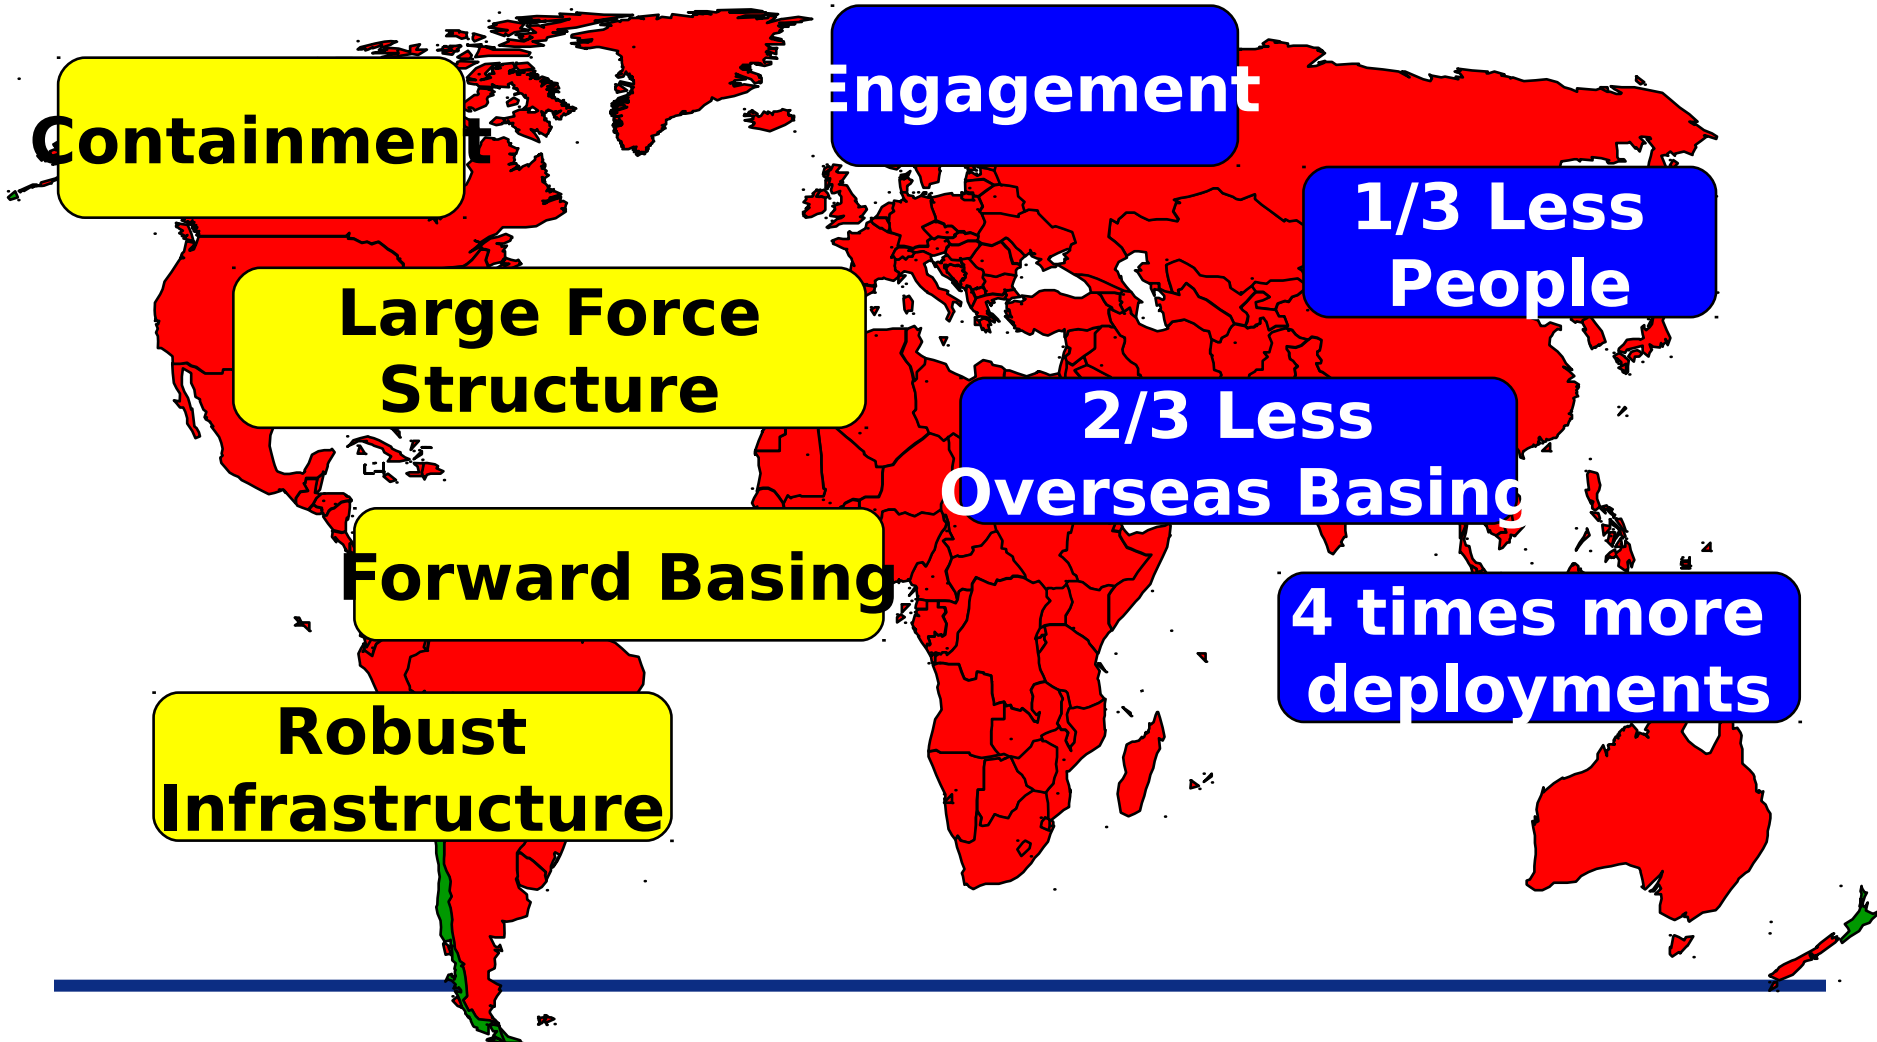 Containment
Large Force
Structure
Forward Basing
Robust
Infrastructure
Engagement
1/3 Less
People
2/3 Less
Overseas Basing
4 times more
deployments